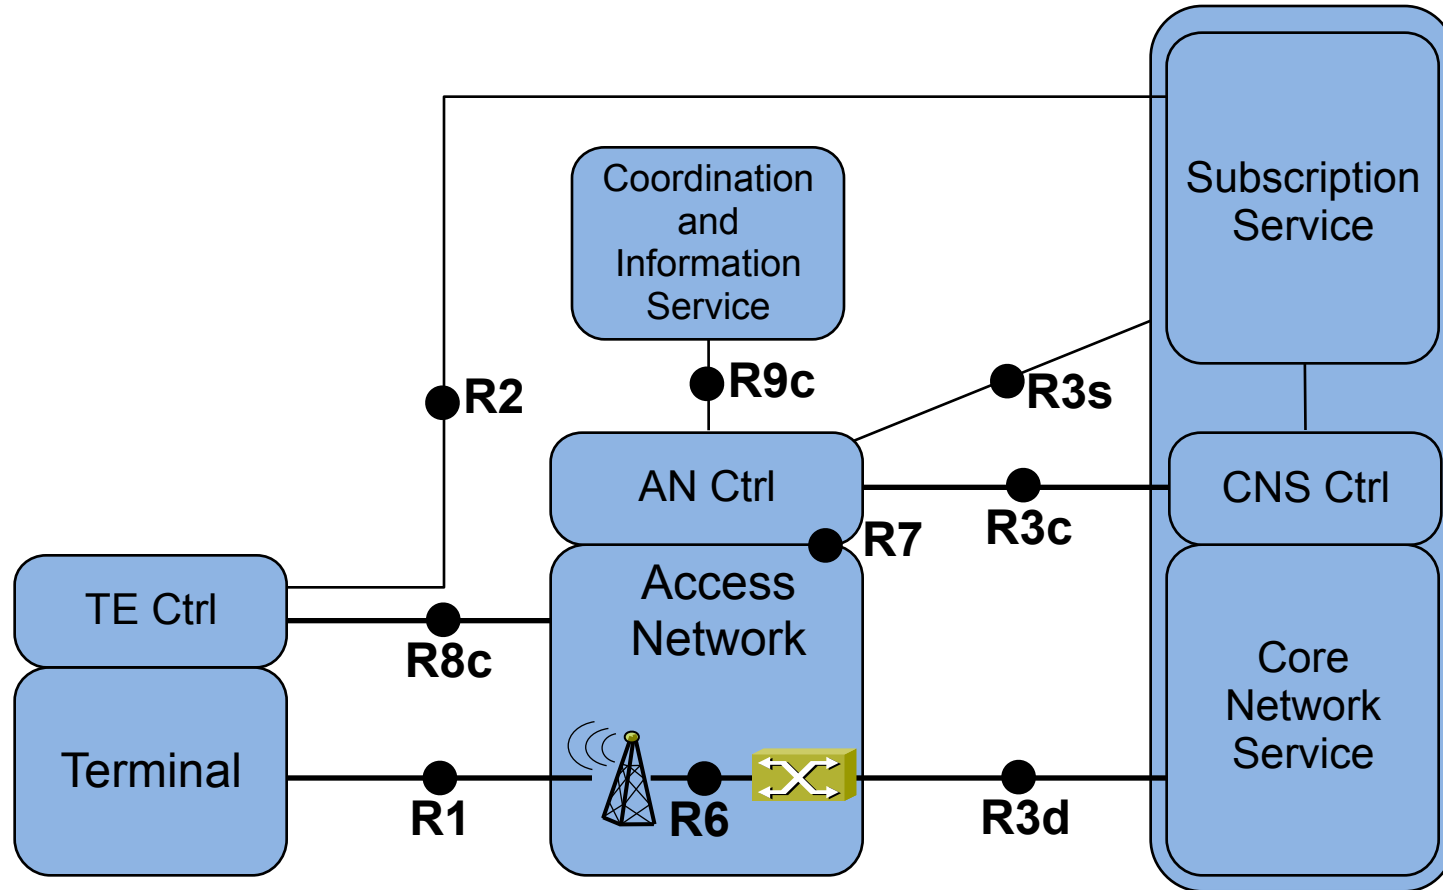 Coordination
and
Information
Service
Subscription
Service
R2
R9c
R3s
AN Ctrl
CNS Ctrl
R7
R3c
TE Ctrl
Access
Network
R8c
Core
Network
Service
Terminal
R1
R6
R3d